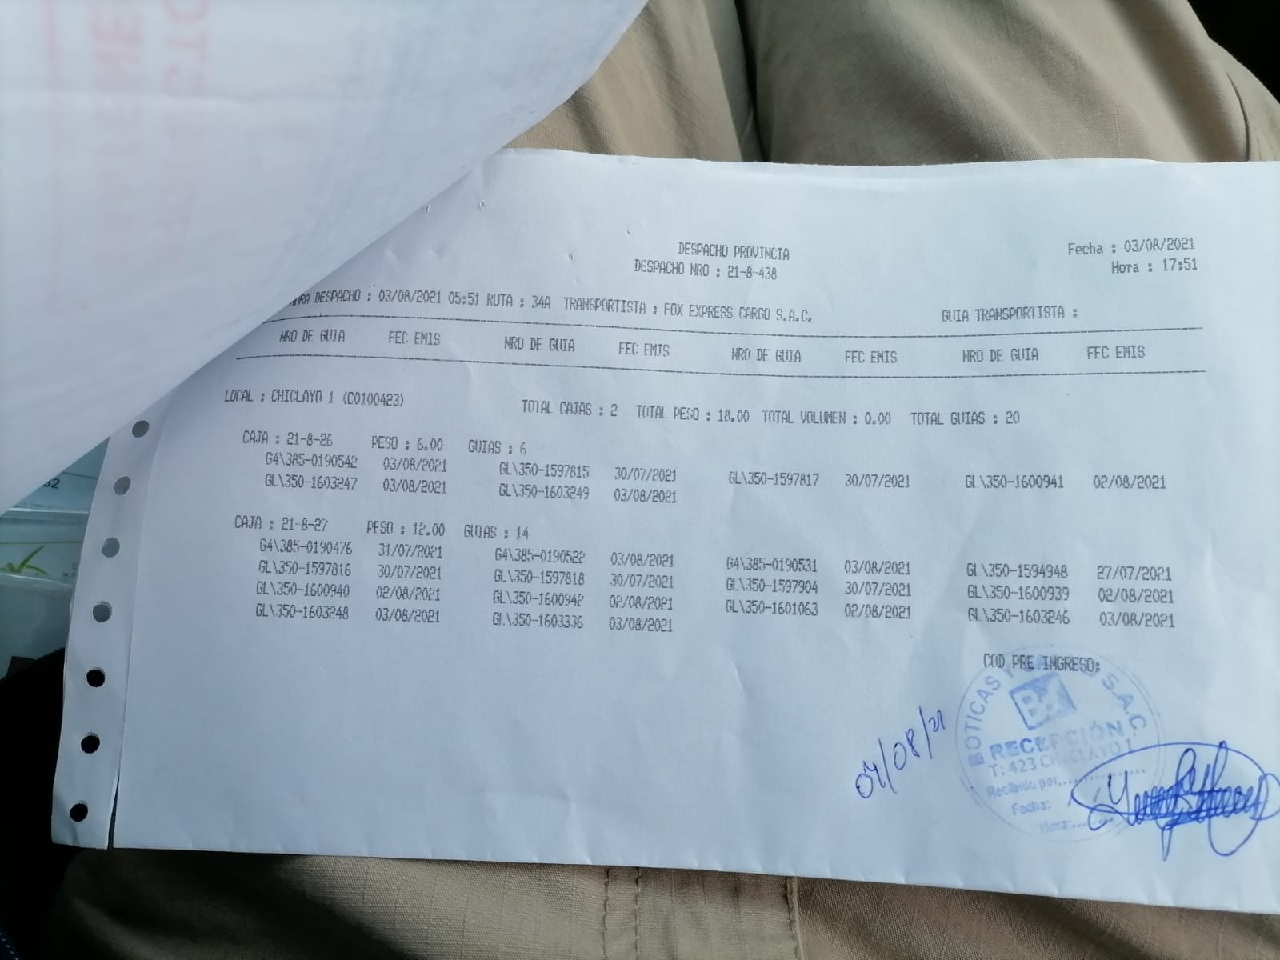 DESPACHO PROVINCIA
DESPACHO NRO : 21-8-438
Fecha : 03/08/2021
Hora : 17:51
DESPACHO : 03/08/2021 05:51 RUTA : 34A TRANSPORTISTA : FOX EXPRESS CARGO S.A.C. GUIA TRANSPORTISTA :
NRO DE GUIA FEC EMIS NRO DE GUIA FEC EMIS NRO DE GUIA FEC EMIS NRO DE GUIA FEC EMIS
LOCAL : CHICLAYO 1 (C0100423) TOTAL CAJAS : 2 TOTAL PESO : 18.00 TOTAL VOLUMEN : 0.00 TOTAL GUIAS : 20
CAJA : 21-8-26 PESO : 6.00 GUIAS : 6
G4\385-0190542 03/08/2021 GL\350-1597815 30/07/2021 GL\350-1597817 30/07/2021 GL\350-1600941 02/08/2021
GL\350-1603247 03/08/2021 GL\350-1603249 03/08/2021
CAJA : 21-8-27 PESO : 12.00 GUIAS : 14
G4\385-0190476 31/07/2021 G4\385-0190522 03/08/2021 G4\385-0190531 03/08/2021 GL\350-1594948 27/07/2021
GL\350-1597816 30/07/2021 GL\350-1597818 30/07/2021 GL\350-1597904 30/07/2021 GL\350-1600939 02/08/2021
GL\350-1600940 02/08/2021 GL\350-1600942 02/08/2021 GL\350-1601063 02/08/2021 GL\350-1603246 03/08/2021
GL\350-1603248 03/08/2021 GL\350-1603336 03/08/2021
COD PRE INGRESO:
BOTICAS Y S.A.C.
RECEPCIÓN
T: 423 CHICLAYO 1
Recibido por:
Fecha:
Hora:
04/08/21